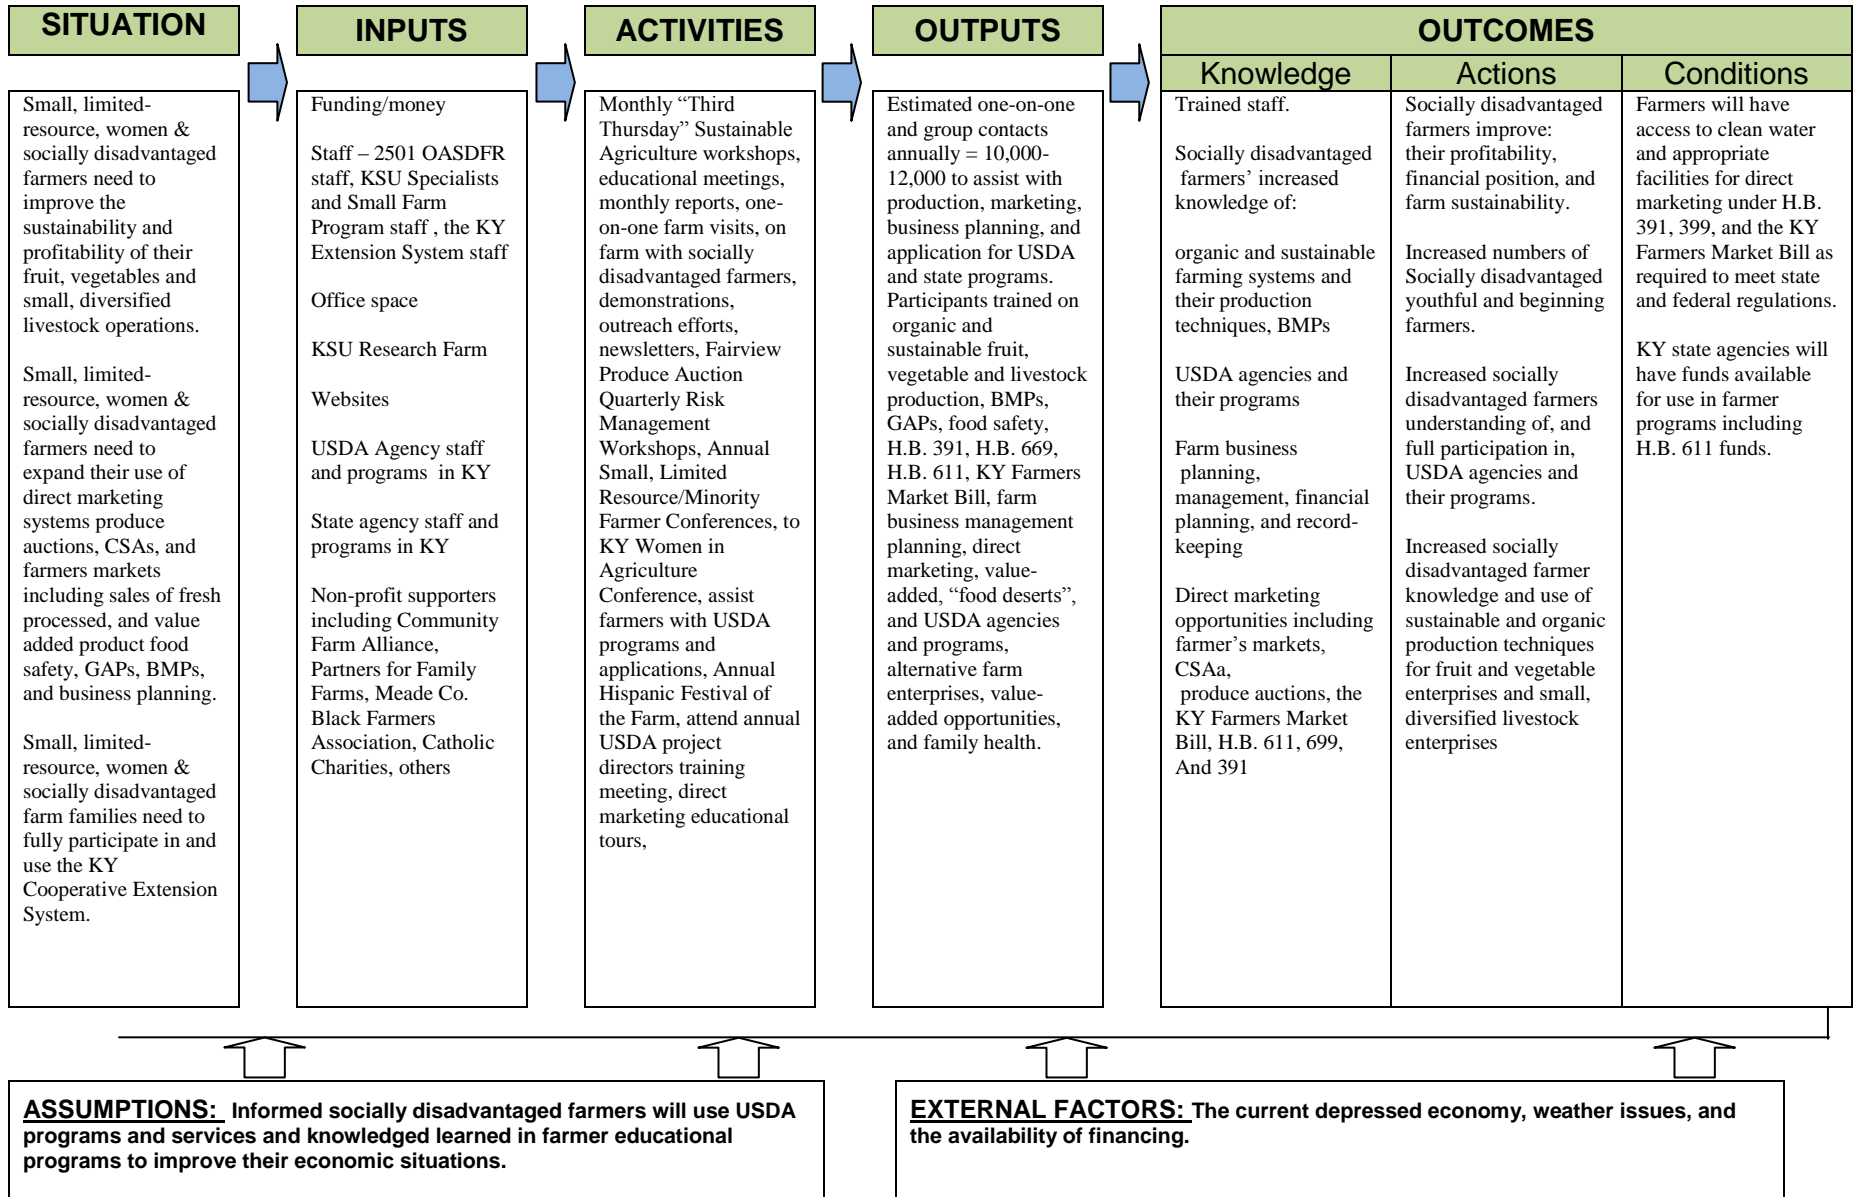 SITUATION
Small, limited-
resource, women &
socially disadvantaged
farmers need to
improve the
sustainability and
profitability of their
fruit, vegetables and
small, diversified
livestock operations.
Small, limited-
resource, women &
socially disadvantaged
farmers need to
expand their use of
direct marketing
systems produce
auctions, CSAs, and
farmers markets
including sales of fresh
processed, and value
added product food
safety, GAPs, BMPs,
and business planning.
Small, limited-
resource, women &
socially disadvantaged
farm families need to
fully participate in and
use the KY
Cooperative Extension
System.
INPUTS
Funding/money
Staff – 2501 OASDFR
staff, KSU Specialists
and Small Farm
Program staff , the KY
Extension System staff
Office space
KSU Research Farm
Websites
USDA Agency staff
and programs in KY
State agency staff and
programs in KY
Non-profit supporters
including Community
Farm Alliance,
Partners for Family
Farms, Meade Co.
Black Farmers
Association, Catholic
Charities, others
ACTIVITIES
Monthly “Third
Thursday” Sustainable
Agriculture workshops,
educational meetings,
monthly reports, one-
on-one farm visits, on
farm with socially
disadvantaged farmers,
demonstrations,
outreach efforts,
newsletters, Fairview
Produce Auction
Quarterly Risk
Management
Workshops, Annual
Small, Limited
Resource/Minority
Farmer Conferences, to
KY Women in
Agriculture
Conference, assist
farmers with USDA
programs and
applications, Annual
Hispanic Festival of
the Farm, attend annual
USDA project
directors training
meeting, direct
marketing educational
tours,
OUTPUTS
Estimated one-on-one
and group contacts
annually = 10,000-
12,000 to assist with
production, marketing,
business planning, and
application for USDA
and state programs.
Participants trained on
organic and
sustainable fruit,
vegetable and livestock
production, BMPs,
GAPs, food safety,
H.B. 391, H.B. 669,
H.B. 611, KY Farmers
Market Bill, farm
business management
planning, direct
marketing, value-
added, “food deserts”,
and USDA agencies
and programs,
alternative farm
enterprises, value-
added opportunities,
and family health.
OUTCOMES
Knowledge
Trained staff.
Socially disadvantaged
farmers’ increased
knowledge of:
organic and sustainable
farming systems and
their production
techniques, BMPs
USDA agencies and
their programs
Farm business
planning,
management, financial
planning, and record-
keeping
Direct marketing
opportunities including
farmer’s markets,
CSAa,
produce auctions, the
KY Farmers Market
Bill, H.B. 611, 699,
And 391
Actions
Socially disadvantaged
farmers improve:
their profitability,
financial position, and
farm sustainability.
Increased numbers of
Socially disadvantaged
youthful and beginning
farmers.
Increased socially
disadvantaged farmers
understanding of, and
full participation in,
USDA agencies and
their programs.
Increased socially
disadvantaged farmer
knowledge and use of
sustainable and organic
production techniques
for fruit and vegetable
enterprises and small,
diversified livestock
enterprises
Conditions
Farmers will have
access to clean water
and appropriate
facilities for direct
marketing under H.B.
391, 399, and the KY
Farmers Market Bill as
required to meet state
and federal regulations.
KY state agencies will
have funds available
for use in farmer
programs including
H.B. 611 funds.
ASSUMPTIONS: Informed socially disadvantaged farmers will use USDA
programs and services and knowledged learned in farmer educational
programs to improve their economic situations.
EXTERNAL FACTORS: The current depressed economy, weather issues, and
the availability of financing.